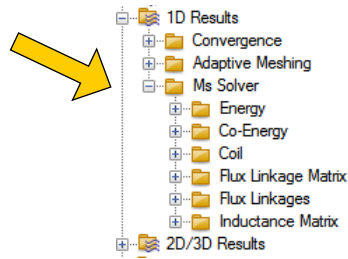 1D Results
Convergence
Adaptive Meshing
Ms Solver
Energy
Co-Energy
Coil
Flux Linkage Matrix
Flux Linkages
Inductance Matrix
2D/3D Results